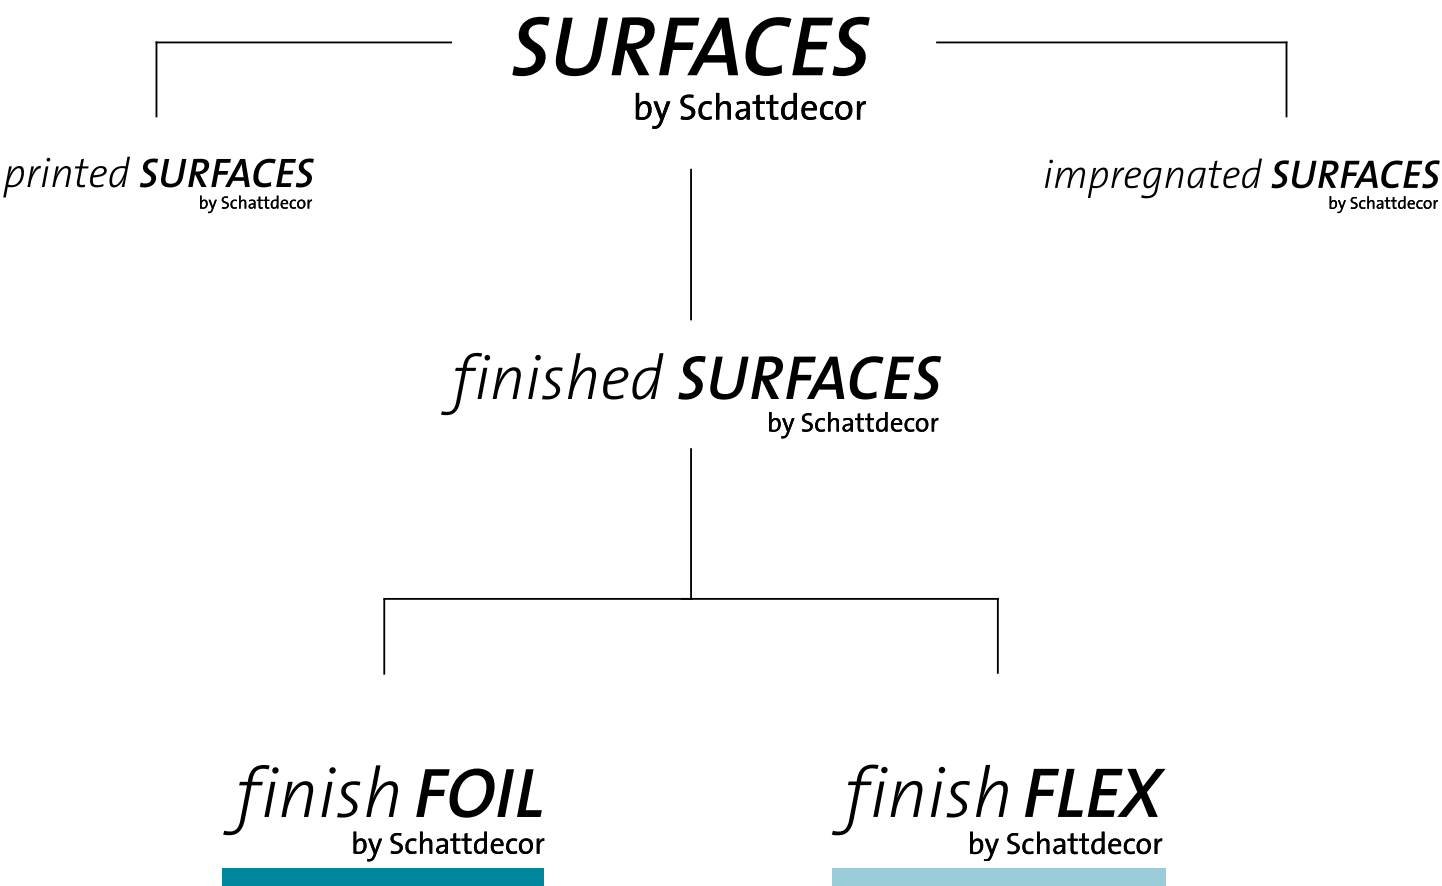 SURFACES
by Schattdecor
printed SURFACES
by Schattdecor
impregnated SURFACES
by Schattdecor
finished SURFACES
by Schattdecor
finish FOIL
by Schattdecor
finish FLEX
by Schattdecor